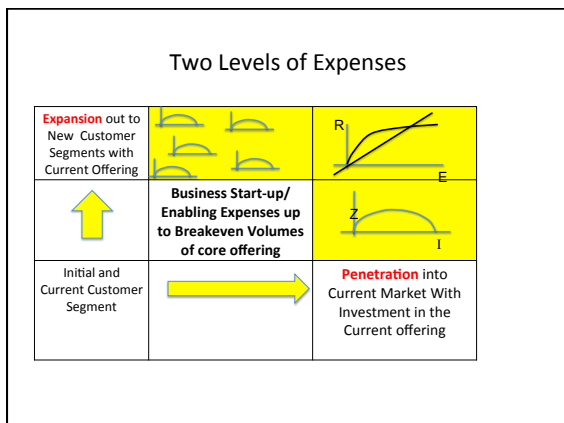 Two Levels of Expenses
Expansion out to
New Customer
Segments with
Current Offering
R
E
Business Start-up/
Enabling Expenses up
to Breakeven Volumes
of core offering
Z
I
Initial and
Current Customer
Segment
Penetration into
Current Market With
Investment in the
Current offering